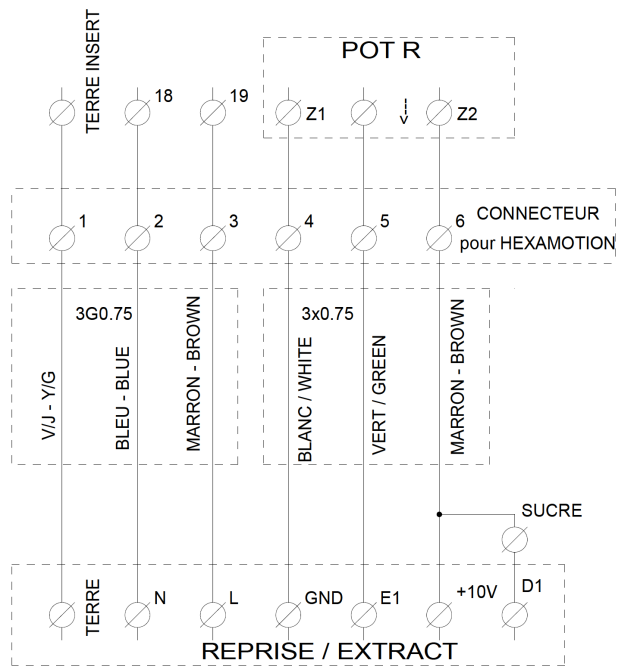 POT R
TERRE INSERT
18
19
Z1
Z2
1
2
3
4
5
6
CONNECTEUR
pour HEXAMOTION
3G0.75
3x0.75
V/J - Y/G
BLEU - BLUE
MARRON - BROWN
BLANC / WHITE
VERT / GREEN
MARRON - BROWN
SUCRE
TERRE
N
L
GND
E1
+10V
D1
REPRISE / EXTRACT